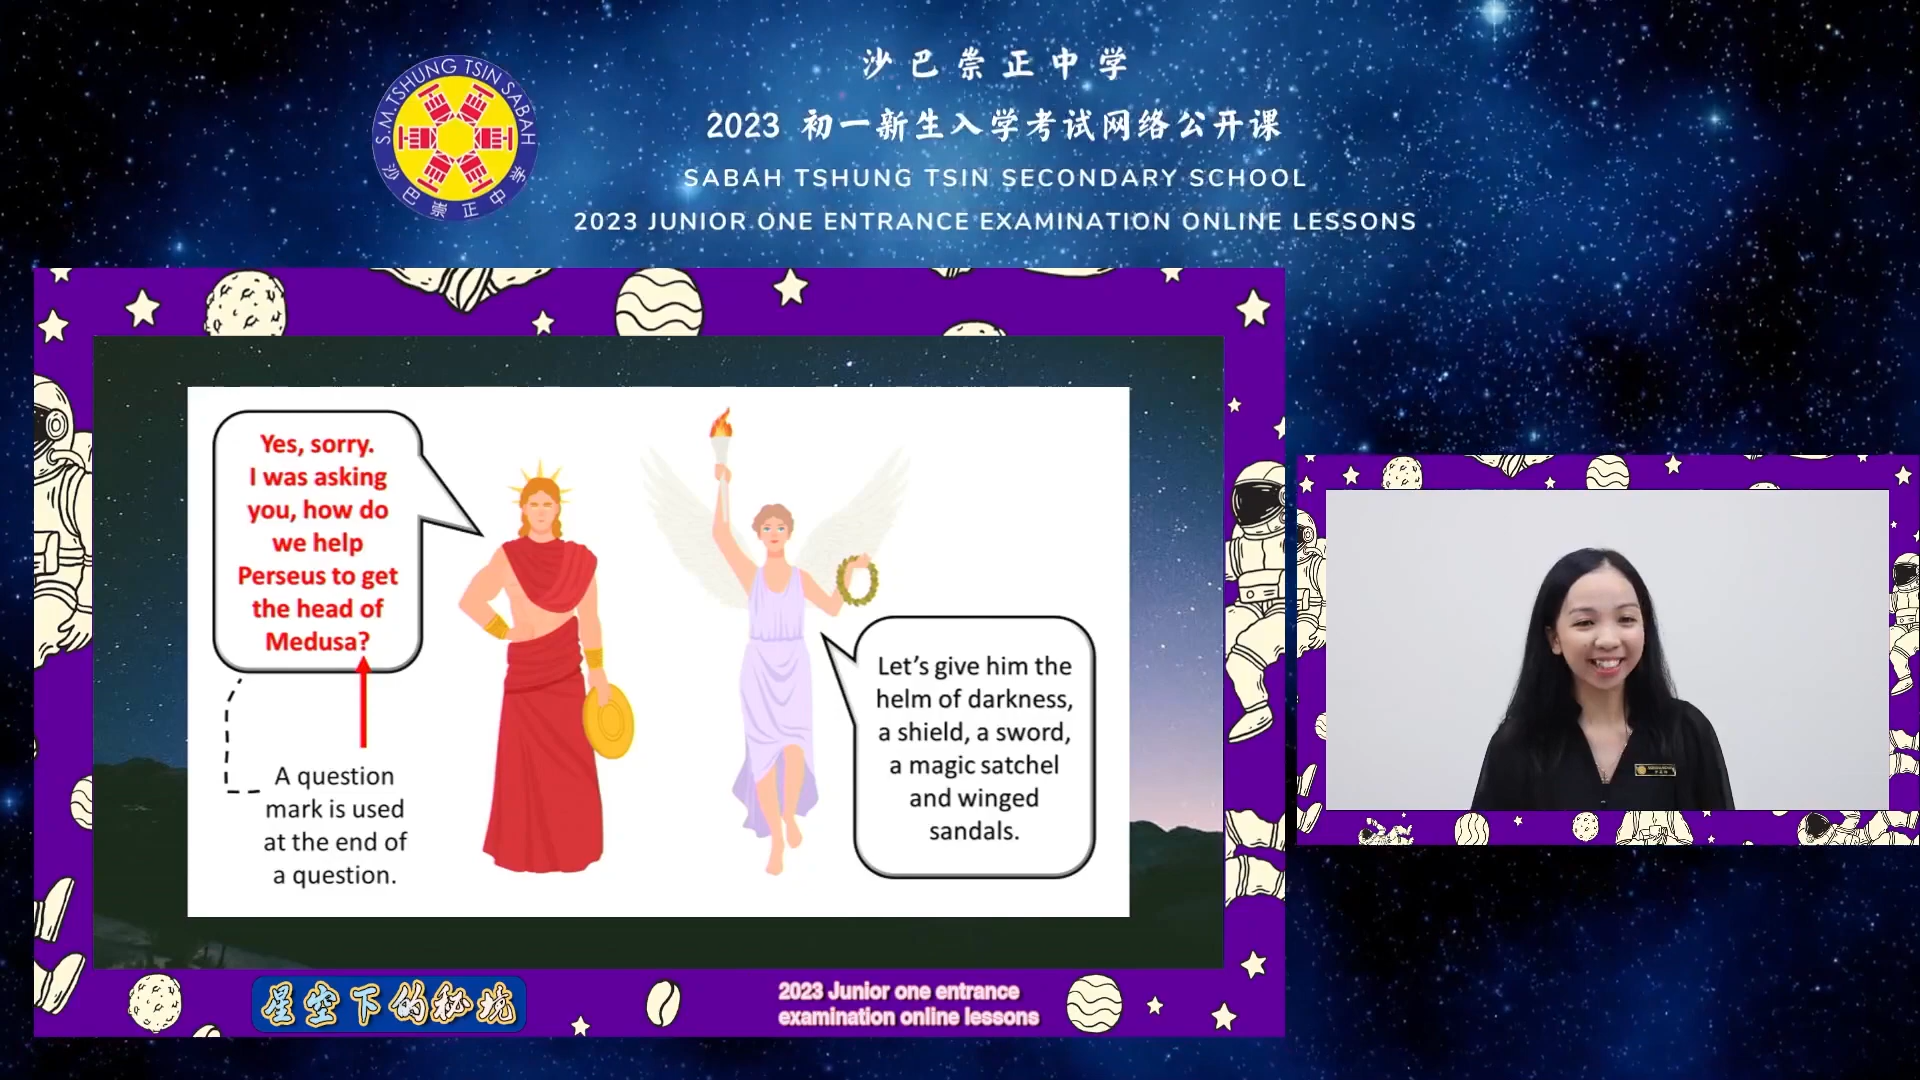 S.M TSHUNG TSIN SABAH
沙巴崇正中学
沙巴崇正中学
2023 初一新生入学考试网络公开课
SABAH TSHUNG TSIN SECONDARY SCHOOL
2023 JUNIOR ONE ENTRANCE EXAMINATION ONLINE LESSONS
Yes, sorry.
I was asking
you, how do
we help
Perseus to get
the head of
Medusa?
A question
mark is used
at the end of
a question.
Let’s give him the
helm of darkness,
a shield, a sword,
a magic satchel
and winged
sandals.
星空下的秘境
2023 Junior one entrance
examination online lessons